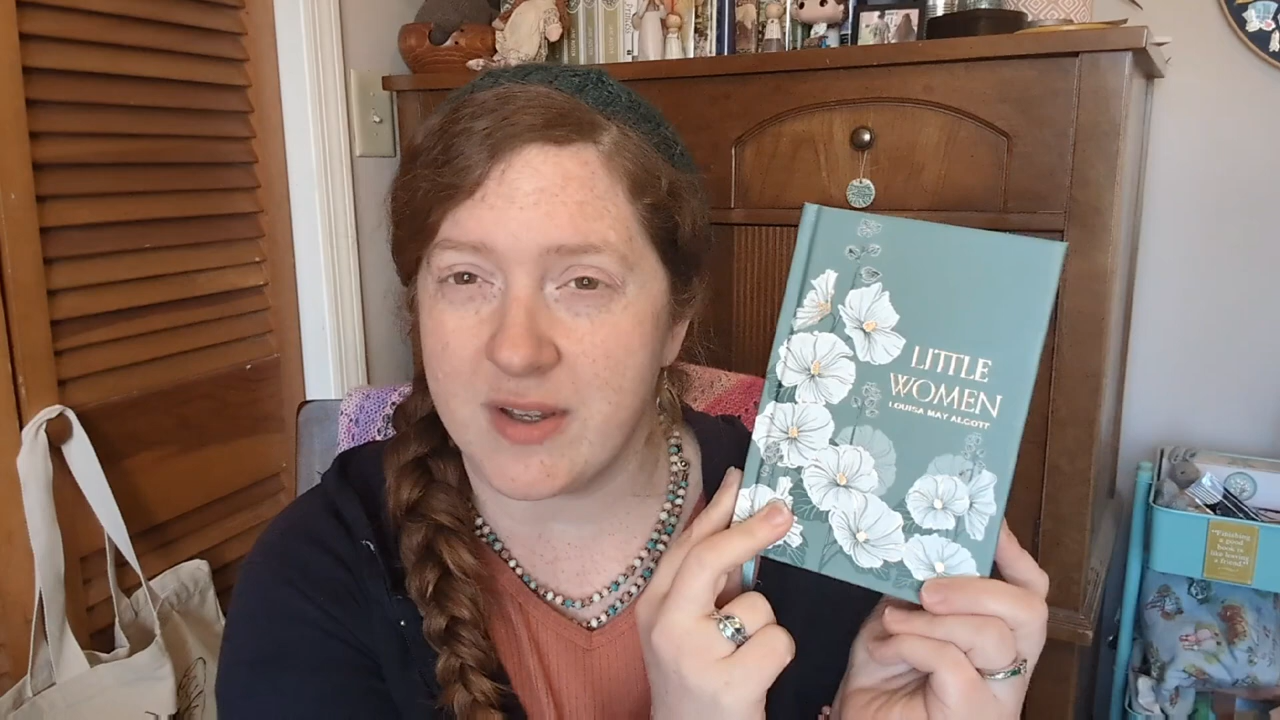 LITTLE
WOMEN
LOUISA MAY ALCOTT
"Finishing
a good
book is
like leaving
a friend."